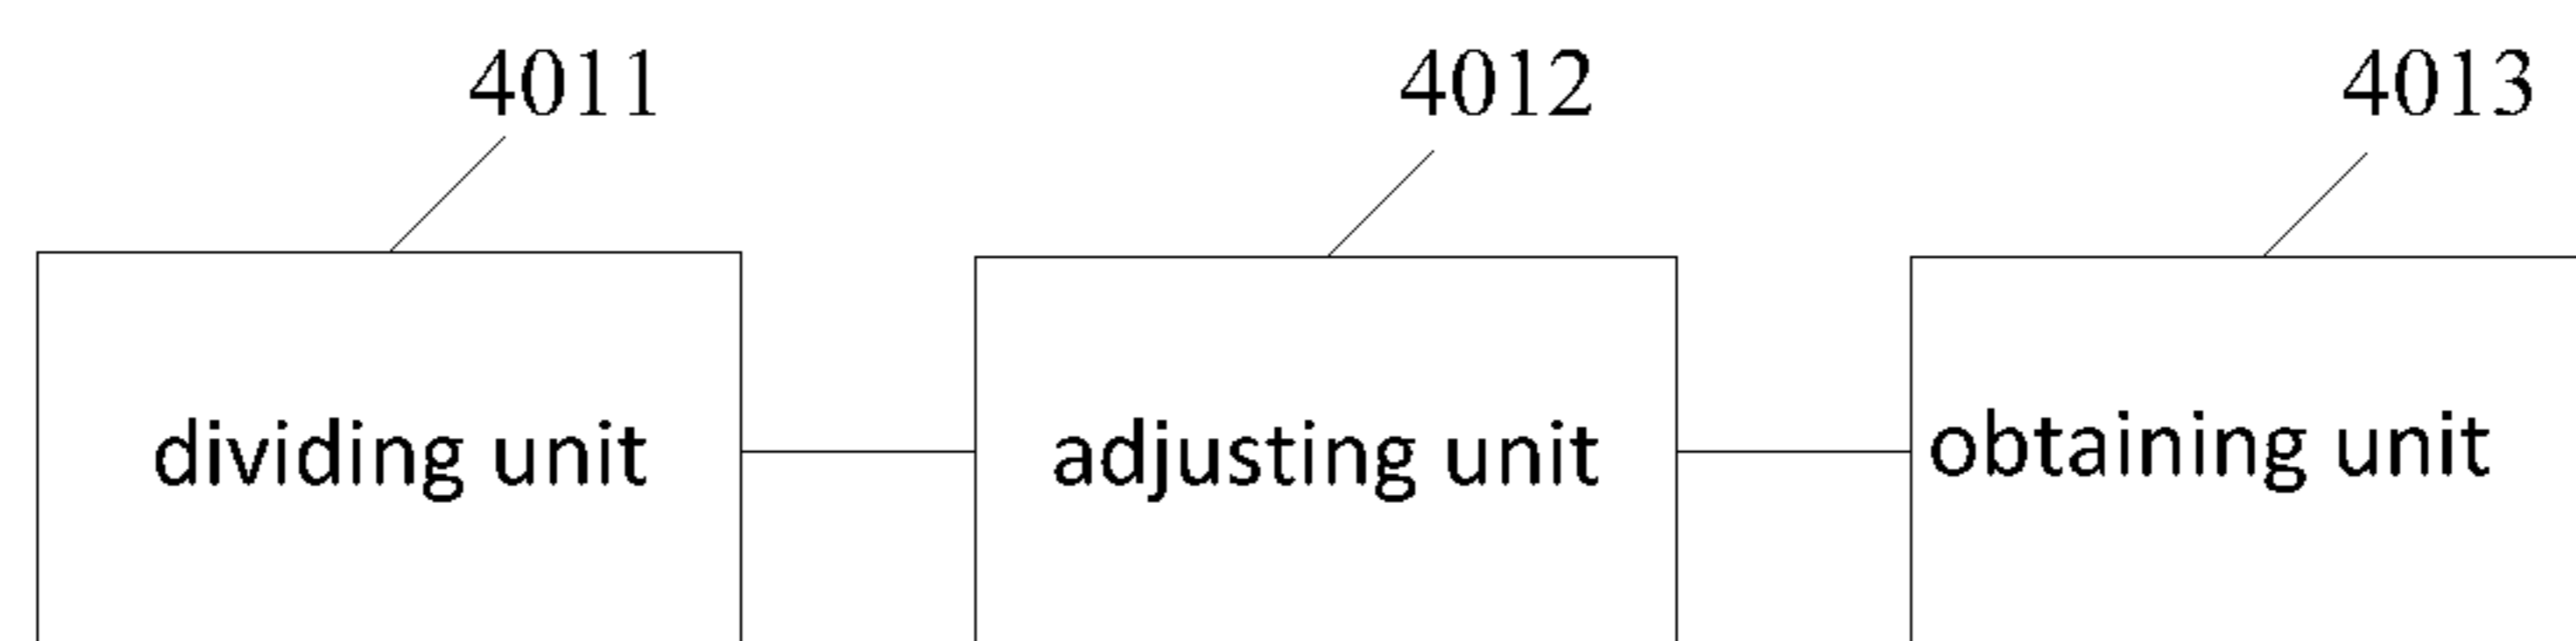 4011 4012 4013
dividing unit adjusting unit obtaining unit